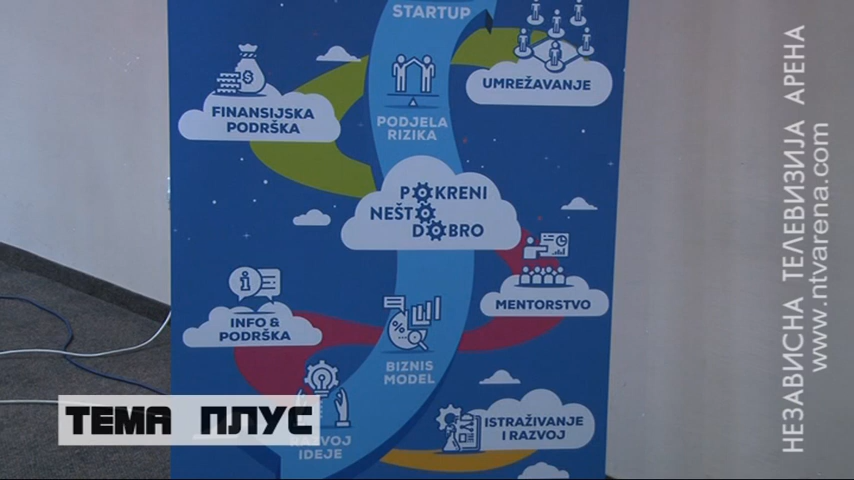 STARTUP
UMREŽAVANJE
FINANSIJSKA
PODRŠKA
PODJELA
RIZIKA
POKRENI
NEŠTO
DOBRO
MENTORSTVO
INFO &
PODRŠKA
BIZNIS
MODEL
ISTRAŽIVANJE
I RAZVOJ
RAZVOJ
IDEJE
ТЕМА ПЛУС
НЕЗАВИСНА ТЕЛЕВИЗИЈА АРЕНА
www.ntvarena.com